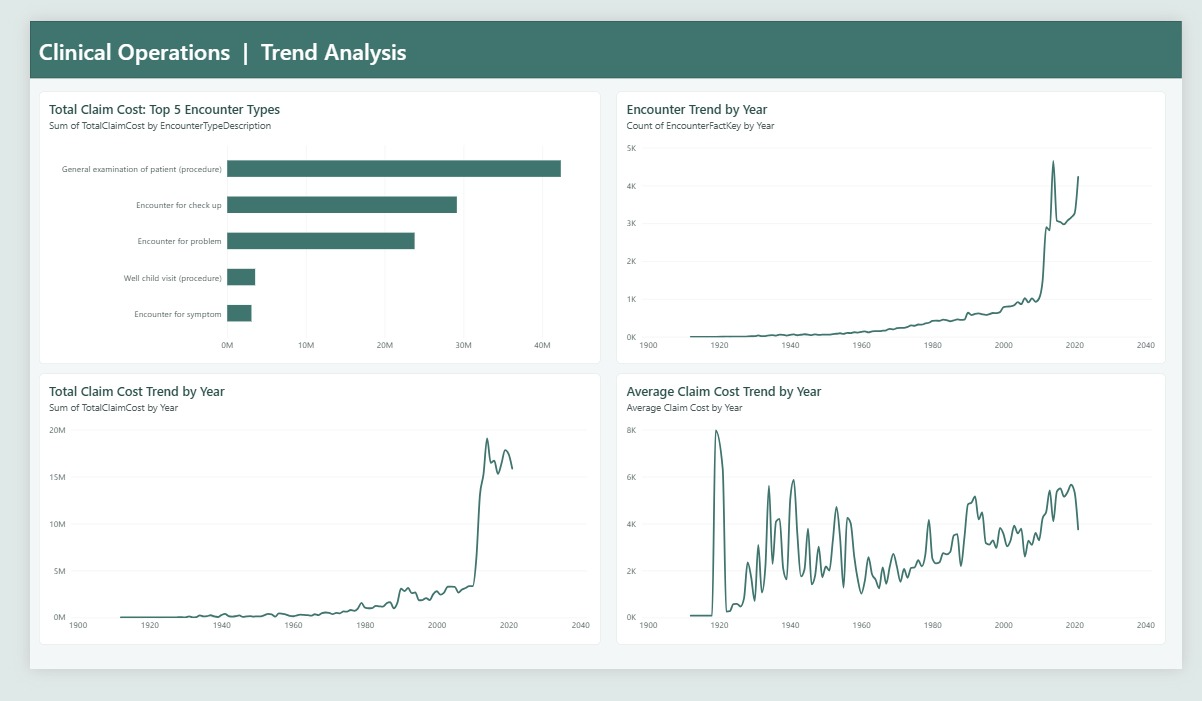 Clinical Operations | Trend Analysis
Total Claim Cost: Top 5 Encounter Types
Sum of TotalClaimCost by EncounterTypeDescription
General examination of patient (procedure)
Encounter for check up
Encounter for problem
Well child visit (procedure)
Encounter for symptom
0M 10M 20M 30M 40M
Encounter Trend by Year
Count of EncounterFactKey by Year
5K
4K
3K
2K
1K
0K
1900 1920 1940 1960 1980 2000 2020 2040
Total Claim Cost Trend by Year
Sum of TotalClaimCost by Year
20M
15M
10M
5M
0M
1900 1920 1940 1960 1980 2000 2020 2040
Average Claim Cost Trend by Year
Average Claim Cost by Year
8K
6K
4K
2K
0K
1900 1920 1940 1960 1980 2000 2020 2040